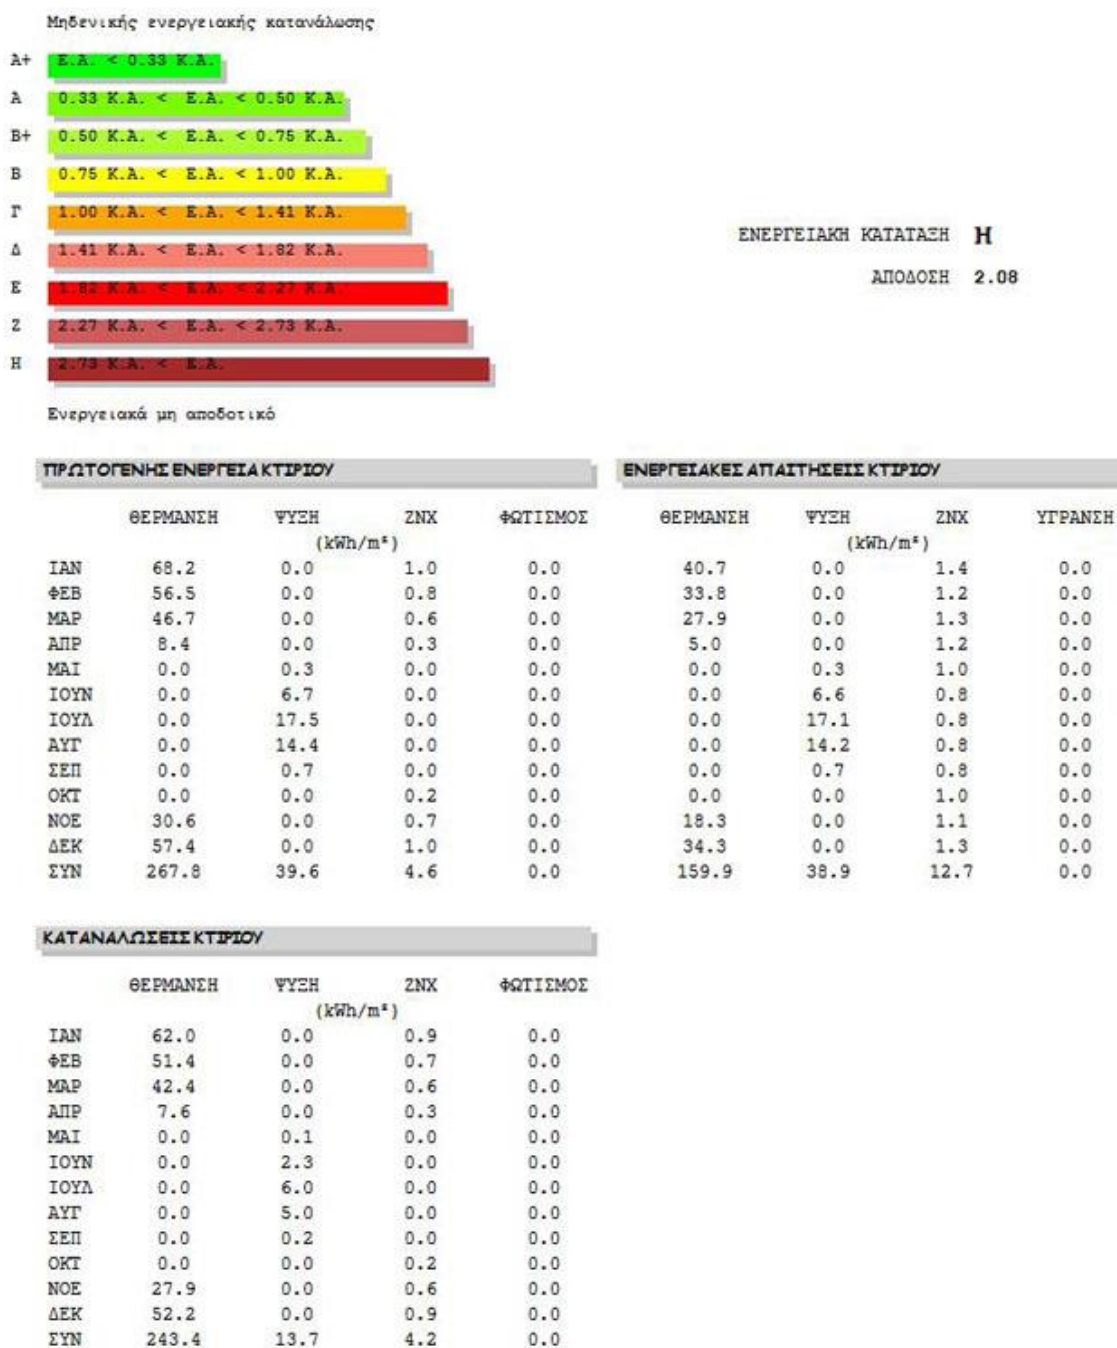 Μηδενικής ενεργειακής κατανάλωσης
Α+ Ε.Α. < 0.33 Κ.Α.
Α 0.33 Κ.Α. < Ε.Α. < 0.50 Κ.Α.
Β+ 0.50 Κ.Α. < Ε.Α. < 0.75 Κ.Α.
Β 0.75 Κ.Α. < Ε.Α. < 1.00 Κ.Α.
Γ 1.00 Κ.Α. < Ε.Α. < 1.41 Κ.Α.
Δ 1.41 Κ.Α. < Ε.Α. < 1.82 Κ.Α.
Ε 1.82 Κ.Α. < Ε.Α. < 2.27 Κ.Α.
Ζ 2.27 Κ.Α. < Ε.Α. < 2.73 Κ.Α.
Η 2.73 Κ.Α. < Ε.Α.
Ενεργειακά μη αποδοτικό
ΕΝΕΡΓΕΙΑΚΗ ΚΑΤΑΤΑΞΗ Η
ΑΠΟΔΟΣΗ 2.08
ΠΡΩΤΟΓΕΝΗΣ ΕΝΕΡΓΕΙΑ ΚΤΙΡΙΟΥ
ΘΕΡΜΑΝΣΗ ΨΥΞΗ ΖΝΧ ΦΩΤΙΣΜΟΣ
(kWh/m²)
ΙΑΝ 68.2 0.0 1.0 0.0
ΦΕΒ 56.5 0.0 0.8 0.0
ΜΑΡ 46.7 0.0 0.6 0.0
ΑΠΡ 8.4 0.0 0.3 0.0
ΜΑΙ 0.0 0.3 0.0 0.0
ΙΟΥΝ 0.0 6.7 0.0 0.0
ΙΟΥΛ 0.0 17.5 0.0 0.0
ΑΥΓ 0.0 14.4 0.0 0.0
ΣΕΠ 0.0 0.7 0.0 0.0
ΟΚΤ 0.0 0.0 0.2 0.0
ΝΟΕ 30.6 0.0 0.7 0.0
ΔΕΚ 57.4 0.0 1.0 0.0
ΣΥΝ 267.8 39.6 4.6 0.0
ΕΝΕΡΓΕΙΑΚΕΣ ΑΠΑΙΤΗΣΕΙΣ ΚΤΙΡΙΟΥ
ΘΕΡΜΑΝΣΗ ΨΥΞΗ ΖΝΧ ΥΓΡΑΝΣΗ
(kWh/m²)
40.7 0.0 1.4 0.0
33.8 0.0 1.2 0.0
27.9 0.0 1.3 0.0
5.0 0.0 1.2 0.0
0.0 0.3 1.0 0.0
0.0 6.6 0.8 0.0
0.0 17.1 0.8 0.0
0.0 14.2 0.8 0.0
0.0 0.7 0.8 0.0
0.0 0.0 1.0 0.0
18.3 0.0 1.1 0.0
34.3 0.0 1.3 0.0
159.9 38.9 12.7 0.0
ΚΑΤΑΝΑΛΩΣΕΙΣ ΚΤΙΡΙΟΥ
ΘΕΡΜΑΝΣΗ ΨΥΞΗ ΖΝΧ ΦΩΤΙΣΜΟΣ
(kWh/m²)
ΙΑΝ 62.0 0.0 0.9 0.0
ΦΕΒ 51.4 0.0 0.7 0.0
ΜΑΡ 42.4 0.0 0.6 0.0
ΑΠΡ 7.6 0.0 0.3 0.0
ΜΑΙ 0.0 0.1 0.0 0.0
ΙΟΥΝ 0.0 2.3 0.0 0.0
ΙΟΥΛ 0.0 6.0 0.0 0.0
ΑΥΓ 0.0 5.0 0.0 0.0
ΣΕΠ 0.0 0.2 0.0 0.0
ΟΚΤ 0.0 0.0 0.2 0.0
ΝΟΕ 27.9 0.0 0.6 0.0
ΔΕΚ 52.2 0.0 0.9 0.0
ΣΥΝ 243.4 13.7 4.2 0.0